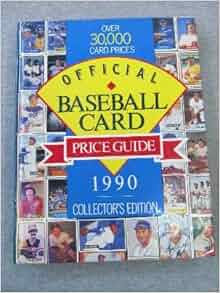 OVER
30,000
CARD PRICES
OFFICIAL
BASEBALL
CARD
PRICE GUIDE
1990
COLLECTOR'S EDITION